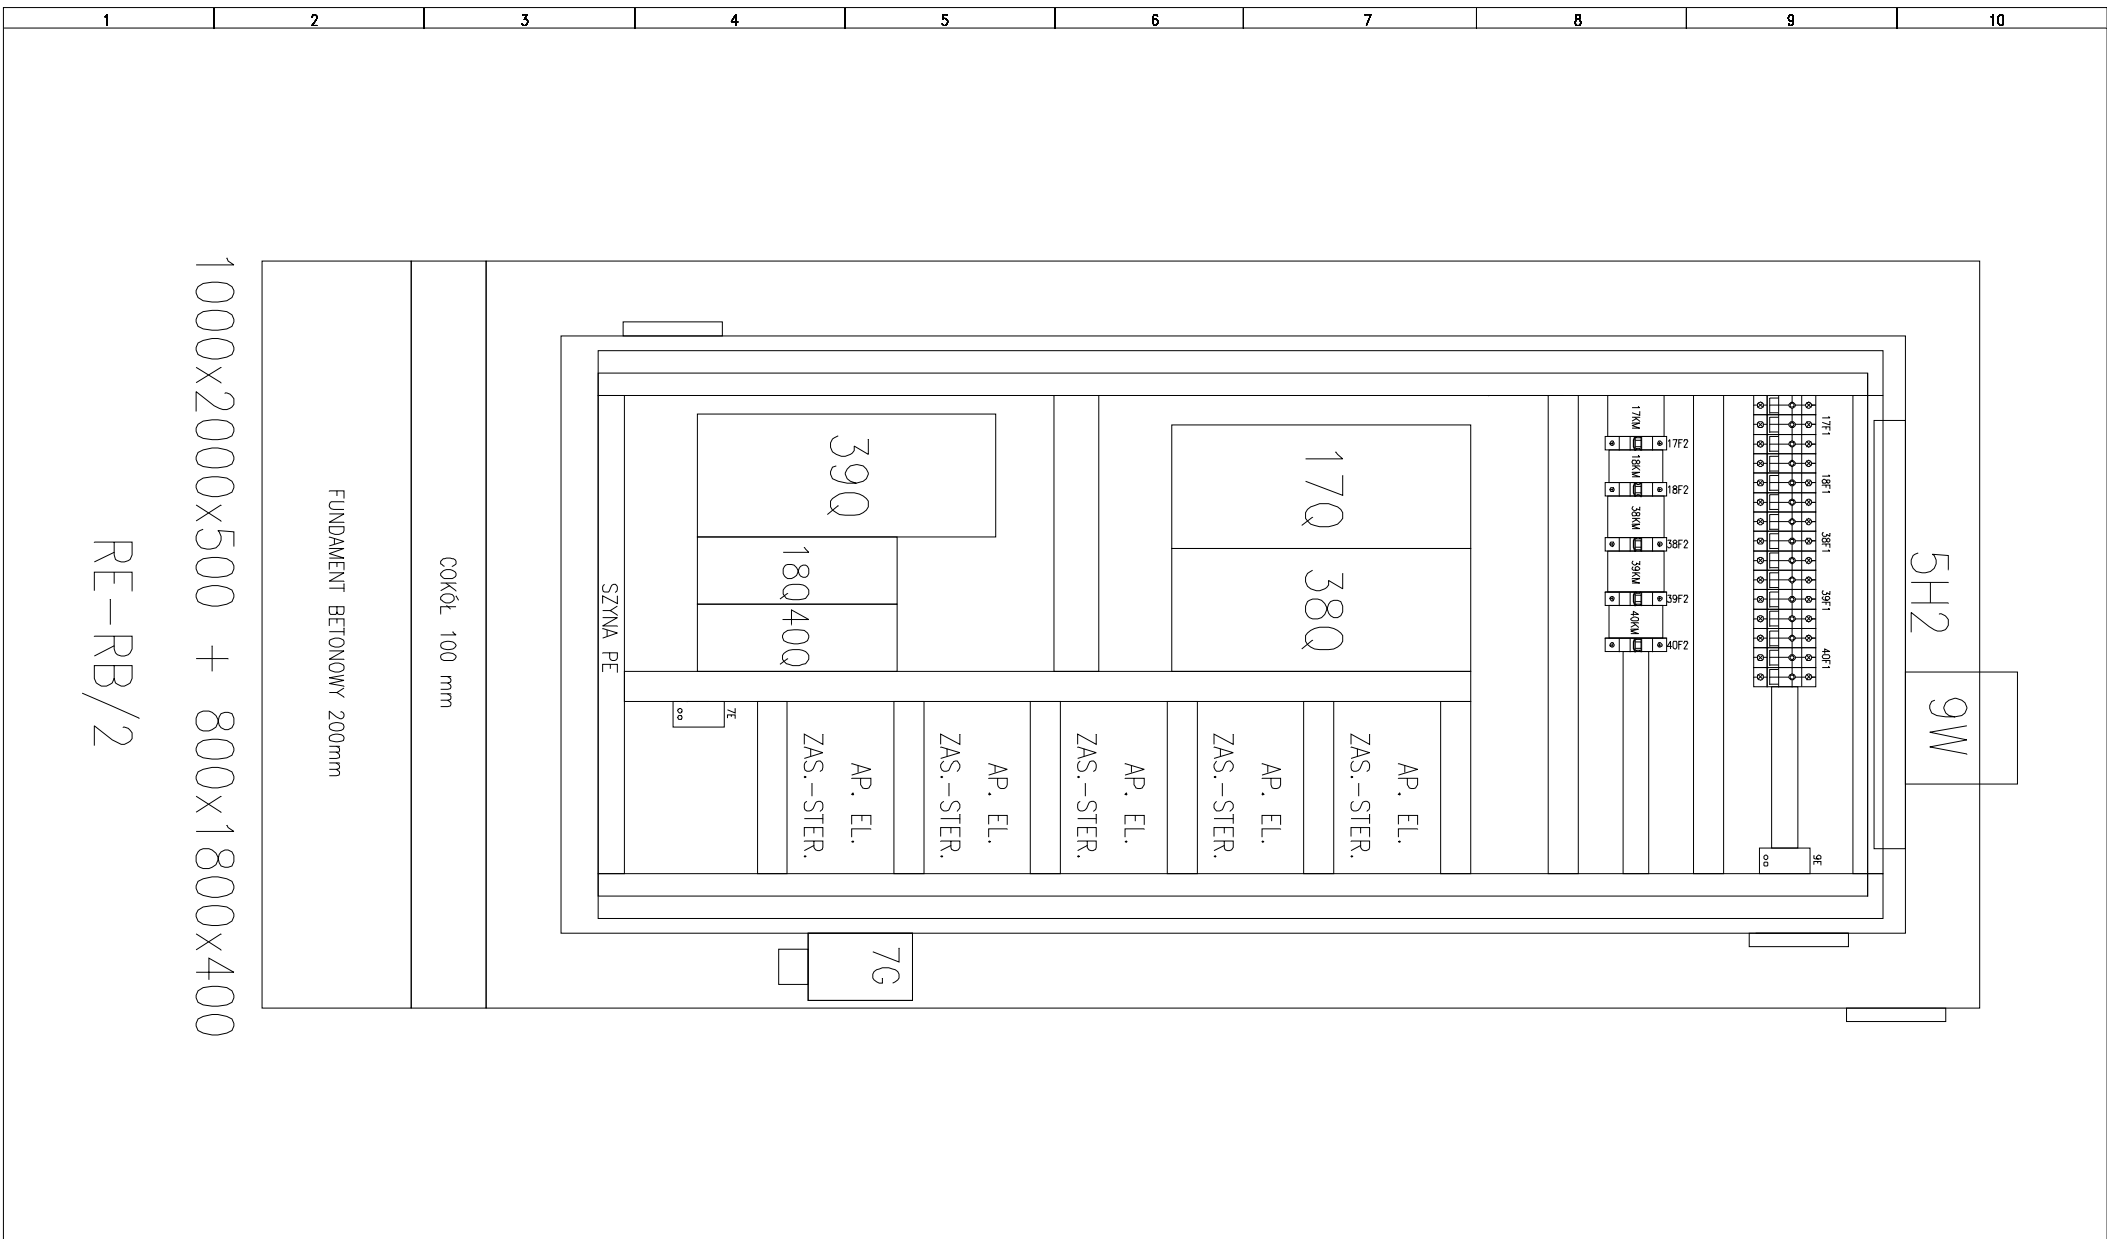 1 2 3 4 5 6 7 8 9 10
5H2
9W
17F1
18F1
38F1
39F1
40F1
9E
17KM
17F2
18KM
18F2
38KM
38F2
39KM
39F2
40KM
40F2
17Q
38Q
AP. EL.
ZAS.-STER.
AP. EL.
ZAS.-STER.
AP. EL.
ZAS.-STER.
AP. EL.
ZAS.-STER.
AP. EL.
ZAS.-STER.
39Q
18Q
40Q
7E
7G
SZYNA PE
COKÓŁ 100 mm
FUNDAMENT BETONOWY 200mm
1000x2000x500 + 800x1800x400
RE-RB/2